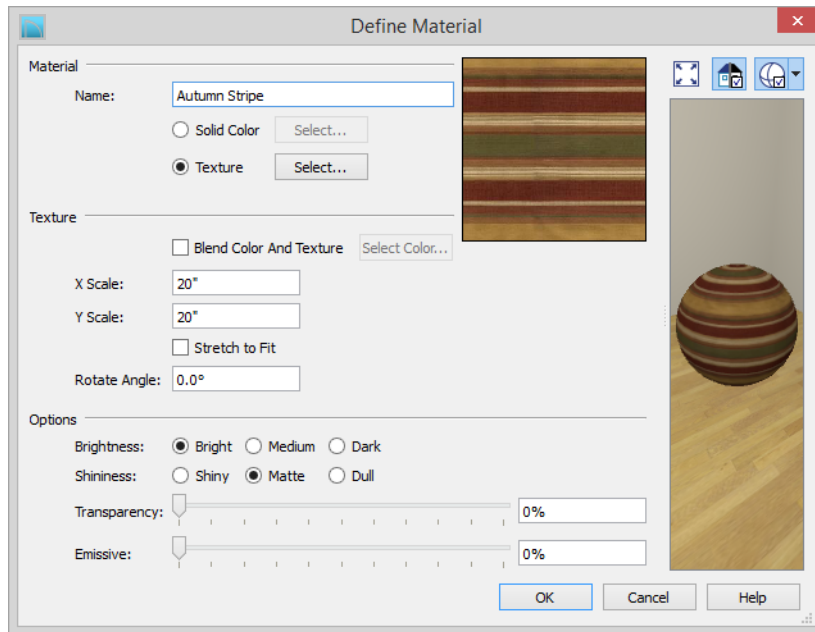 Define Material
Material
Name: Autumn Stripe
Solid Color Select...
Texture Select...
Texture
Blend Color And Texture Select Color...
X Scale: 20"
Y Scale: 20"
Stretch to Fit
Rotate Angle: 0.0°
Options
Brightness: Bright Medium Dark
Shininess: Shiny Matte Dull
Transparency: 0%
Emissive: 0%
OK Cancel Help